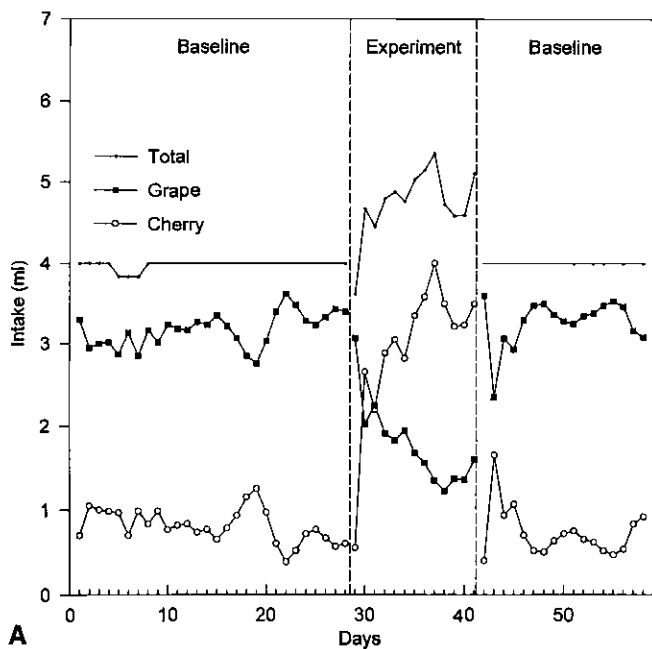 7
6
5
4
3
2
1
0
Intake (ml)
Baseline
Experiment
Baseline
Total
Grape
Cherry
0
10
20
30
40
50
Days
A